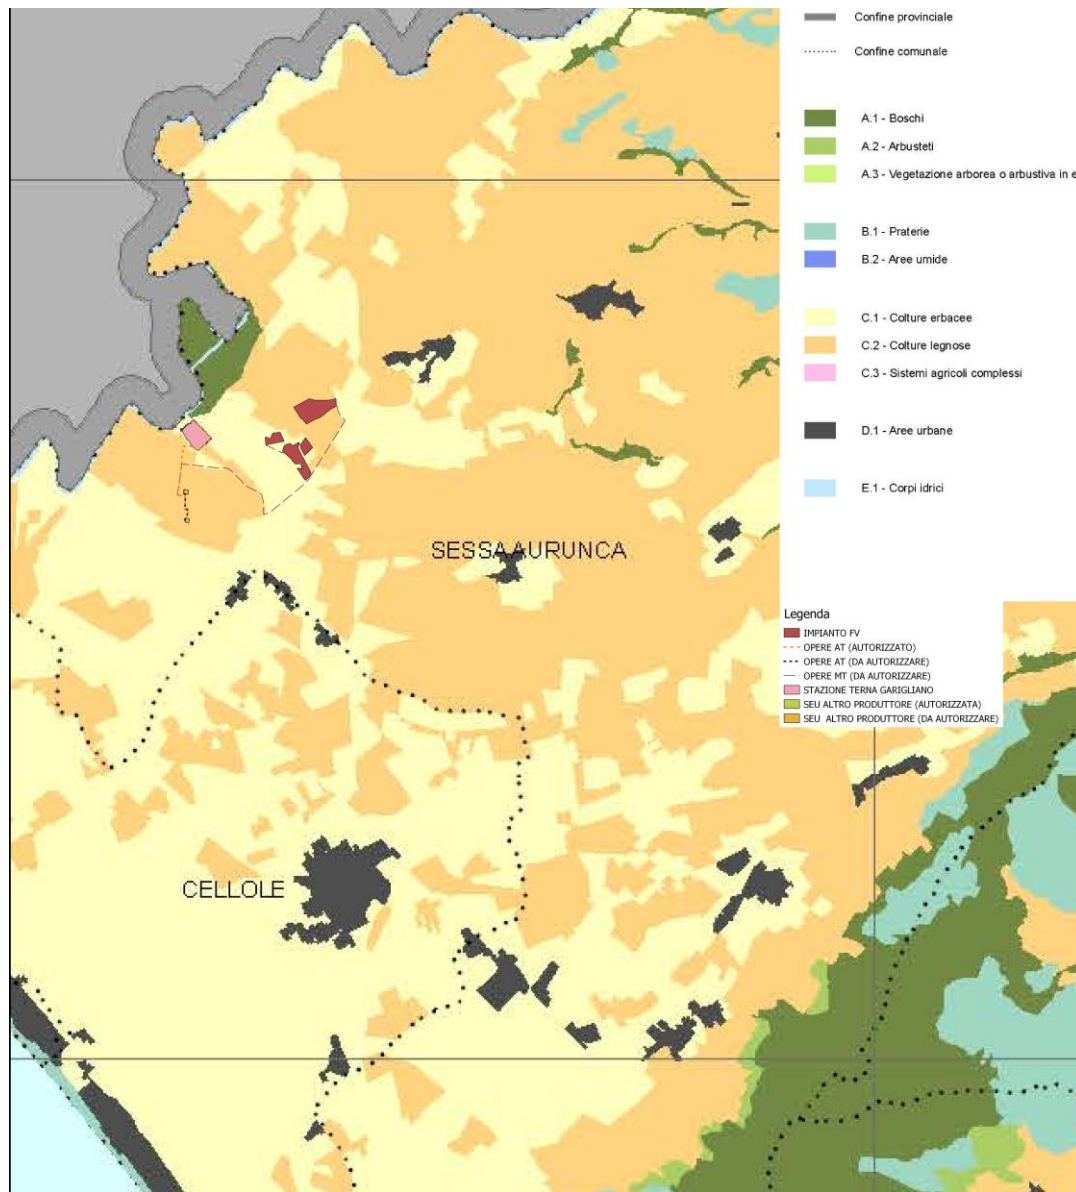 Confine provinciale
Confine comunale
A.1 - Boschi
A.2 - Arbusteti
A.3 - Vegetazione arborea o arbustiva in e
B.1 - Praterie
B.2 - Aree umide
C.1 - Colture erbacee
C.2 - Colture legnose
C.3 - Sistemi agricoli complessi
D.1 - Aree urbane
E.1 - Corpi idrici
SESSA AURUNCA
Legenda
IMPIANTO FV
OPERE AT (AUTORIZZATO)
OPERE AT (DA AUTORIZZARE)
OPERE MT (DA AUTORIZZARE)
STAZIONE TERNA GARIGLIANO
SEU ALTRO PRODUTTORE (AUTORIZZATA)
SEU ALTRO PRODUTTORE (DA AUTORIZZARE)
CELLOLE